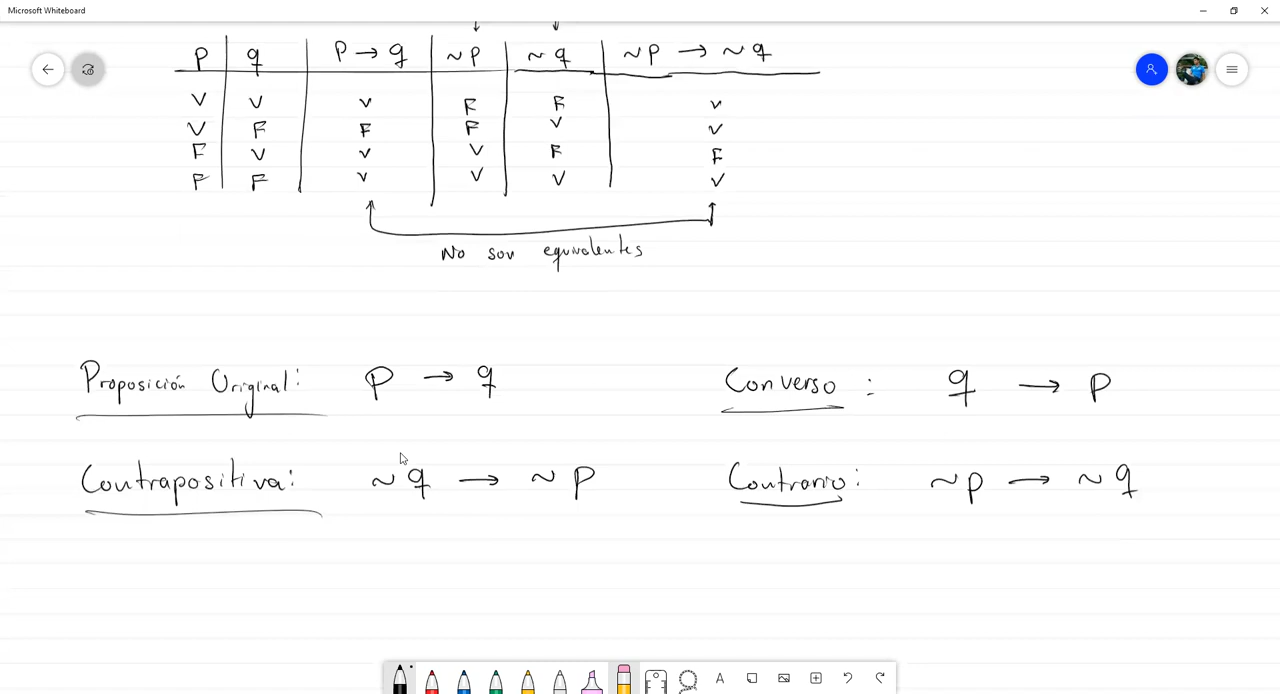 Microsoft Whiteboard
p q p → q ~p ~q ~p → ~q
V V V F F V
V F F F V V
F V V V F F
F F V V V V
No son equivalentes
Proposición Original: p → q
Converso : q → p
Contrapositiva: ~q → ~p
Contrario: ~p → ~q
A